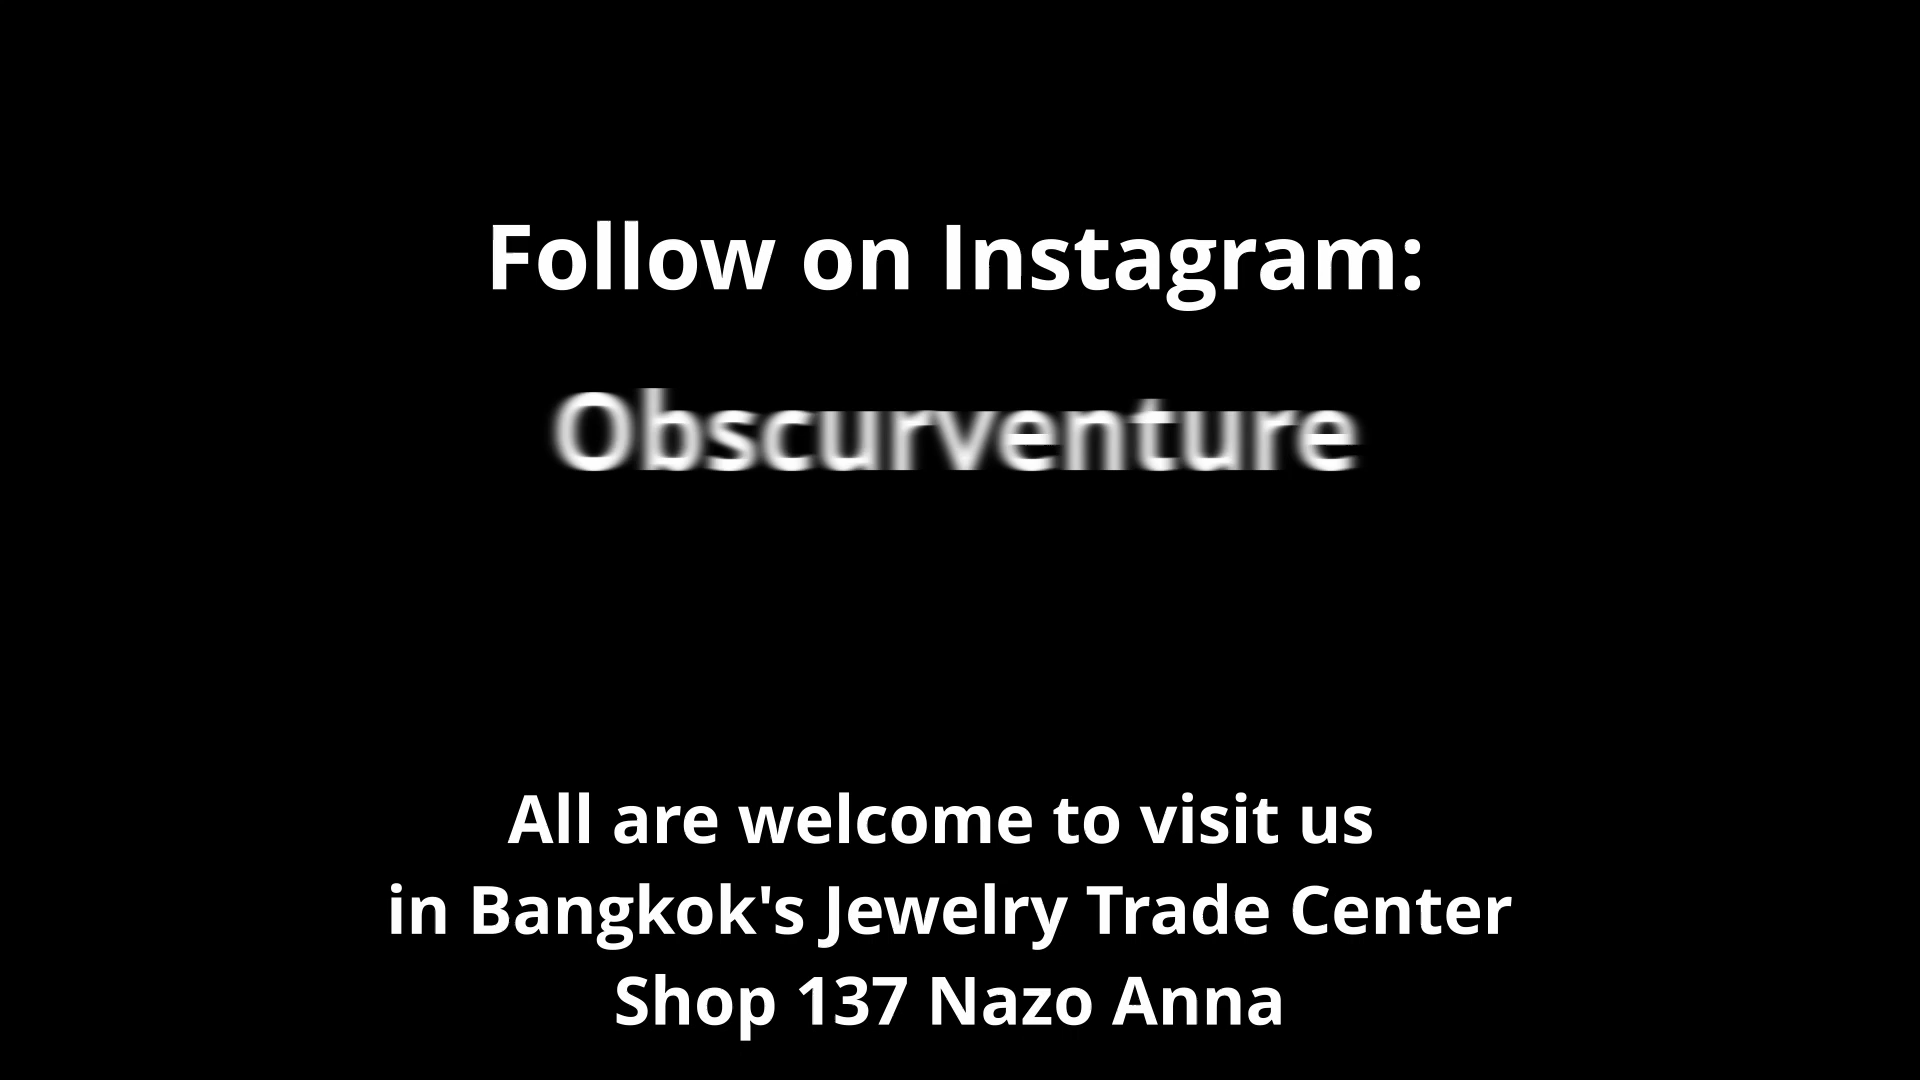 Follow on Instagram:
Obscurventure
All are welcome to visit us
in Bangkok's Jewelry Trade Center
Shop 137 Nazo Anna